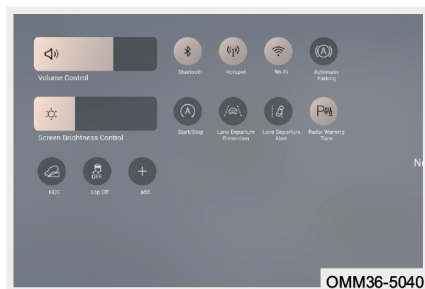 Volume Control
Bluetooth
Hotspot
Wi-Fi
Automatic
Parking
Screen Brightness Control
Start/Stop
Lane Departure
Prevention
Lane Departure
Alert
Radar Warning
Tone
HDC
Esp Off
add
OFF
OMM36-5040